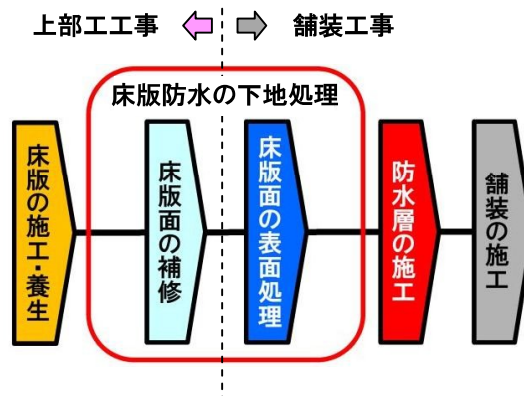 上部工工事
舗装工事
床版防水の下地処理
床版の施工・養生
床版面の補修
床版面の表面処理
防水層の施工
舗装の施工